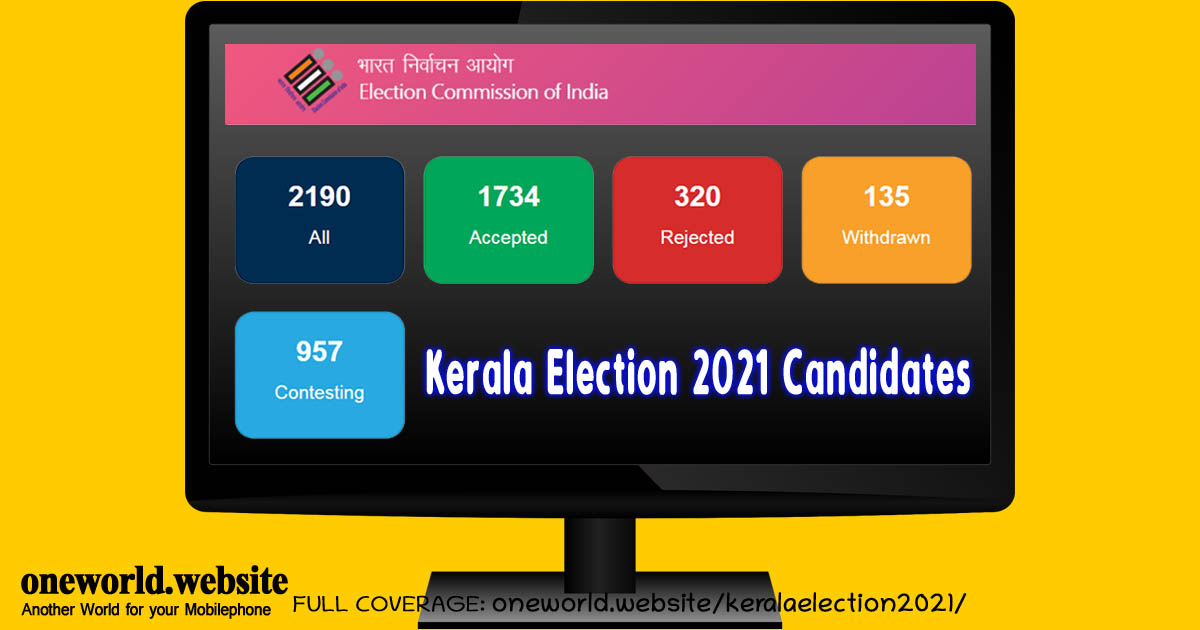 भारत निर्वाचन आयोग
Election Commission of India
2190
All
1734
Accepted
320
Rejected
135
Withdrawn
957
Contesting
Kerala Election 2021 Candidates
oneworld.website
Another World for your Mobilephone
FULL COVERAGE: oneworld.website/keralaelection2021/